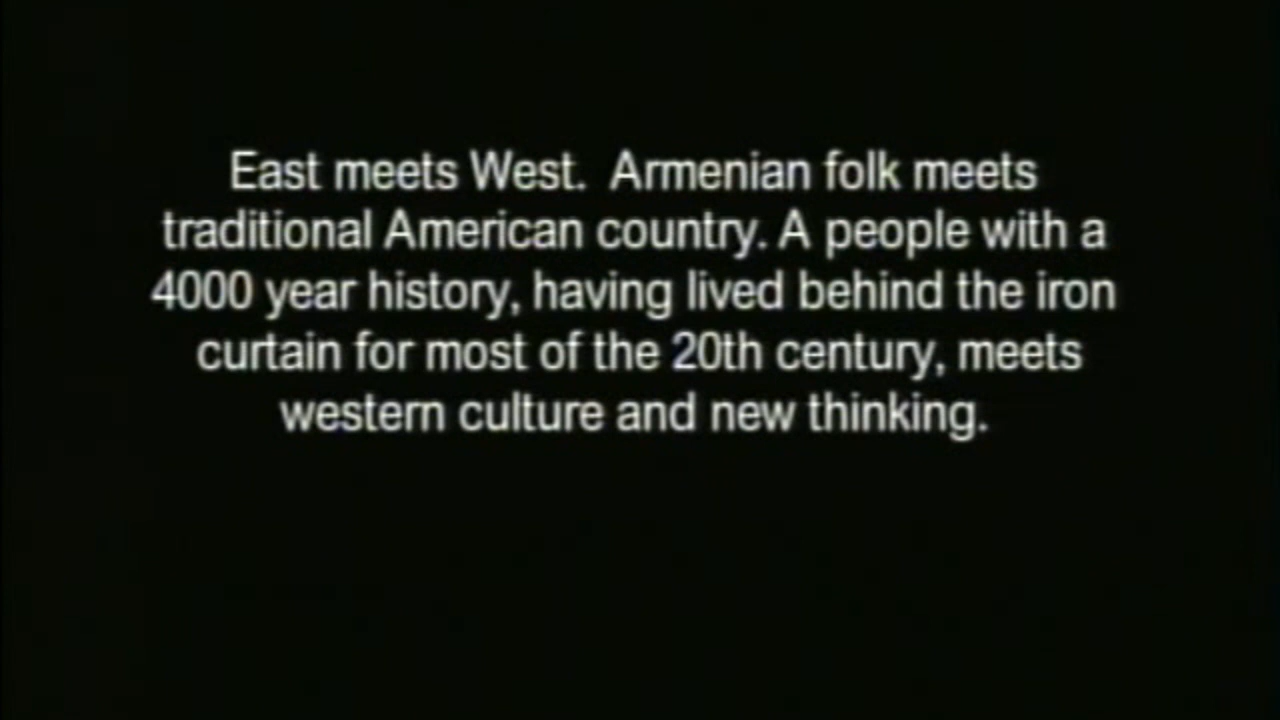 East meets West.  Armenian folk meets
traditional American country. A people with a
4000 year history, having lived behind the iron
curtain for most of the 20th century, meets
western culture and new thinking.